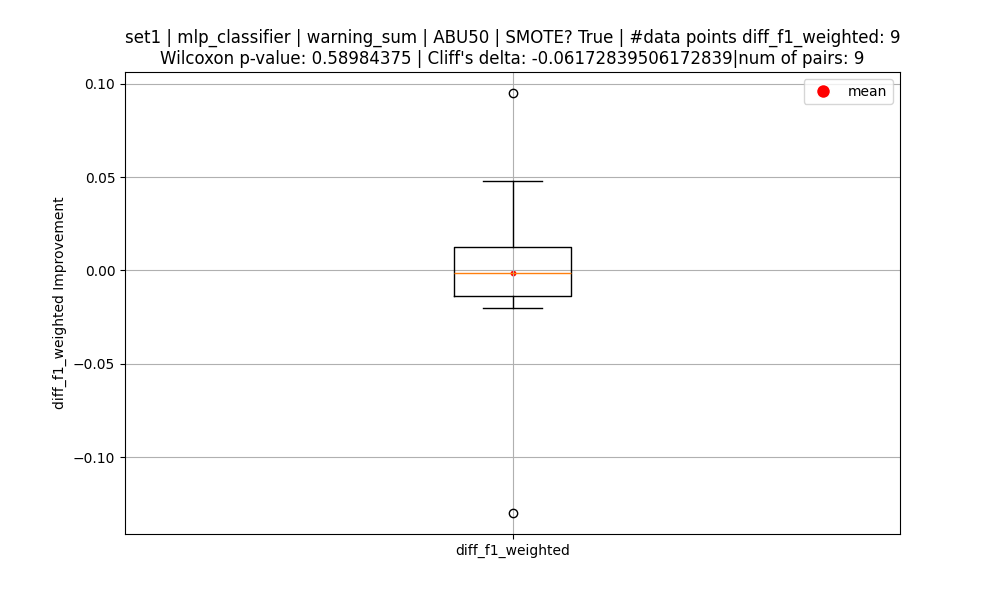 set1 | mlp_classifier | warning_sum | ABU50 | SMOTE? True | #data points diff_f1_weighted: 9
Wilcoxon p-value: 0.58984375 | Cliff's delta: -0.06172839506172839|num of pairs: 9
mean
0.10
0.05
0.00
−0.05
−0.10
diff_f1_weighted Improvement
diff_f1_weighted